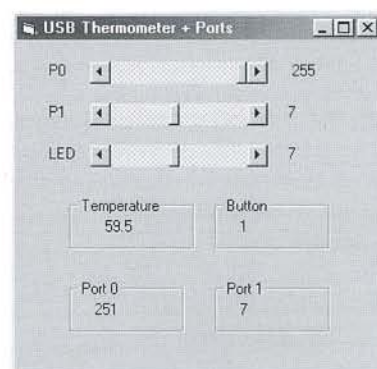 USB Thermometer + Ports
P0 255
P1 7
LED 7
Temperature Button
59.5 1
Port 0 Port 1
251 7